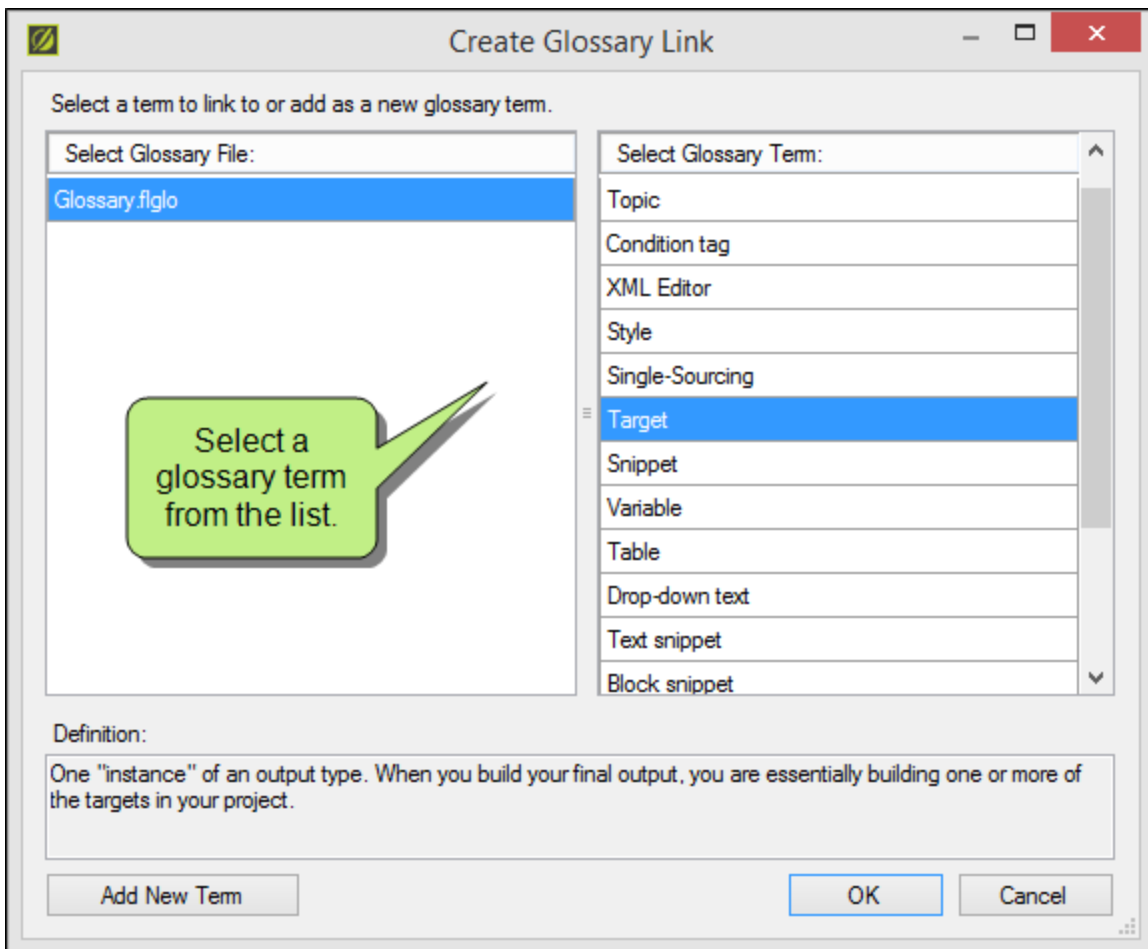 Create Glossary Link
Select a term to link to or add as a new glossary term.
Select Glossary File:
Glossary.flglo
Select a
glossary term
from the list.
Select Glossary Term:
Topic
Condition tag
XML Editor
Style
Single-Sourcing
Target
Snippet
Variable
Table
Drop-down text
Text snippet
Block snippet
Definition:
One "instance" of an output type. When you build your final output, you are essentially building one or more of
the targets in your project.
Add New Term
OK
Cancel